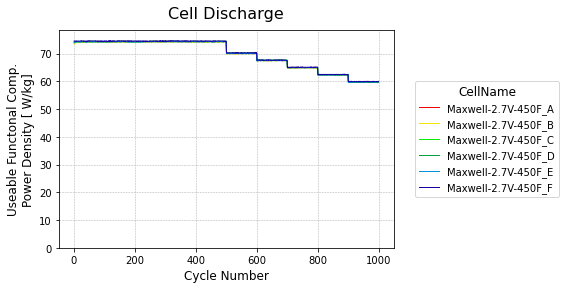 Cell Discharge
Useable Functonal Comp.
Power Density [ W/kg]
70
60
50
40
30
20
10
0
0 200 400 600 800 1000
Cycle Number
CellName
Maxwell-2.7V-450F_A
Maxwell-2.7V-450F_B
Maxwell-2.7V-450F_C
Maxwell-2.7V-450F_D
Maxwell-2.7V-450F_E
Maxwell-2.7V-450F_F